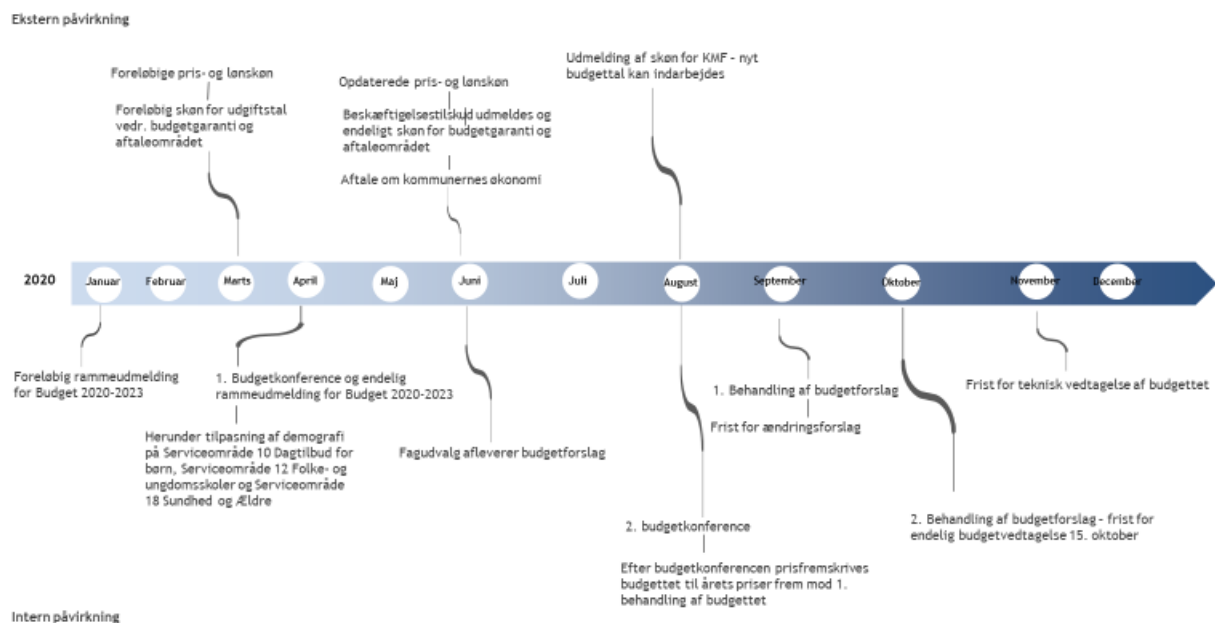 Ekstern påvirkning
Foreløbige pris- og lønskøn
Foreløbig skøn for udgiftstal
vedr. budgetgaranti og
aftaleområdet
Opdaterede pris- og lønskøn
Beskæftigelsestilskud udmeldes og
endeligt skøn for budgetgaranti og
aftaleområdet
Aftale om kommunernes økonomi
Udmelding af skøn for KMF – nyt
budgettal kan indarbejdes
2020
Januar
Februar
Marts
April
Maj
Juni
Juli
August
September
Oktober
November
December
Foreløbig rammeudmelding
for Budget 2020-2023
1. Budgetkonference og endelig
rammeudmelding for Budget 2020-2023
Herunder tilpasning af demografi
på Serviceområde 10 Dagtilbud for
børn, Serviceområde 12 Folke- og
ungdomsskoler og Serviceområde
18 Sundhed og Ældre
Fagudvalg afleverer budgetforslag
2. budgetkonference
Efter budgetkonferencen prisfremskrives
budgettet til årets priser frem mod 1.
behandling af budgettet
1. Behandling af budgetforslag
Frist for ændringsforslag
2. Behandling af budgetforslag – frist for
endelig budgetvedtagelse 15. oktober
Frist for teknisk vedtagelse af budgettet
Intern påvirkning